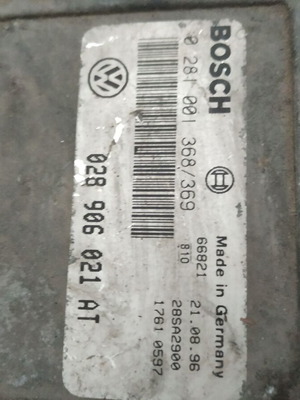 BOSCH
0 281 001 368/369
028 906 021 AT
Made in Germany
66821
810
21.08.96
28SA2900
1761 0597